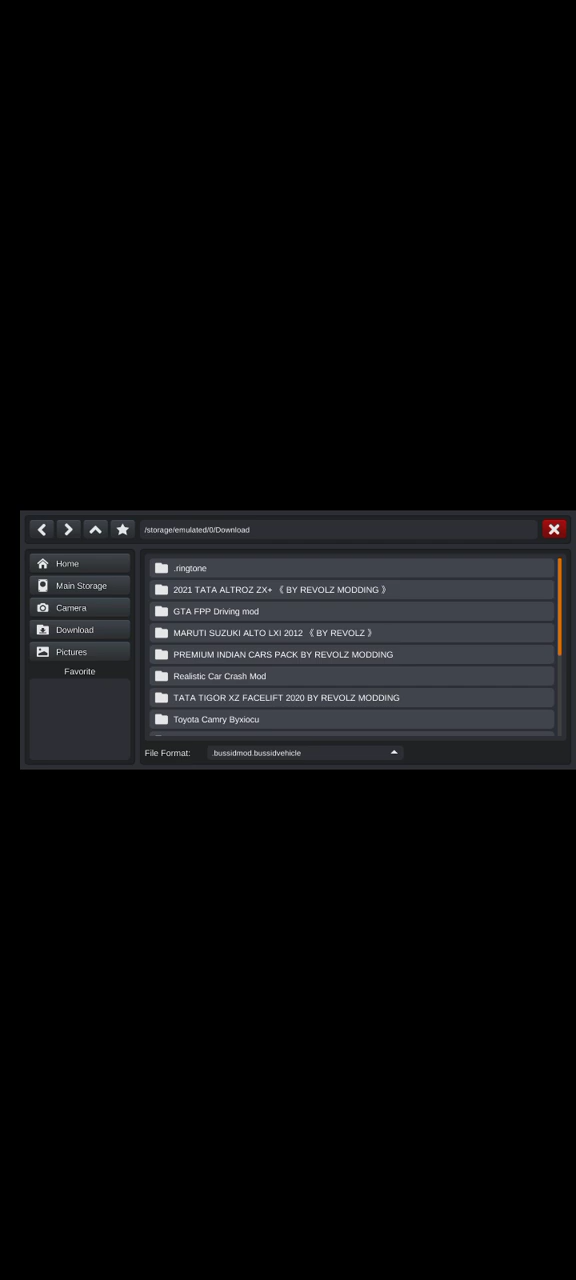 /storage/emulated/0/Download
Home
Main Storage
Camera
Download
Pictures
Favorite
.ringtone
2021 TATA ALTROZ ZX+ 《 BY REVOLZ MODDING 》
GTA FPP Driving mod
MARUTI SUZUKI ALTO LXI 2012 《 BY REVOLZ 》
PREMIUM INDIAN CARS PACK BY REVOLZ MODDING
Realistic Car Crash Mod
TATA TIGOR XZ FACELIFT 2020 BY REVOLZ MODDING
Toyota Camry Byxiocu
File Format: .bussidmod.bussidvehicle